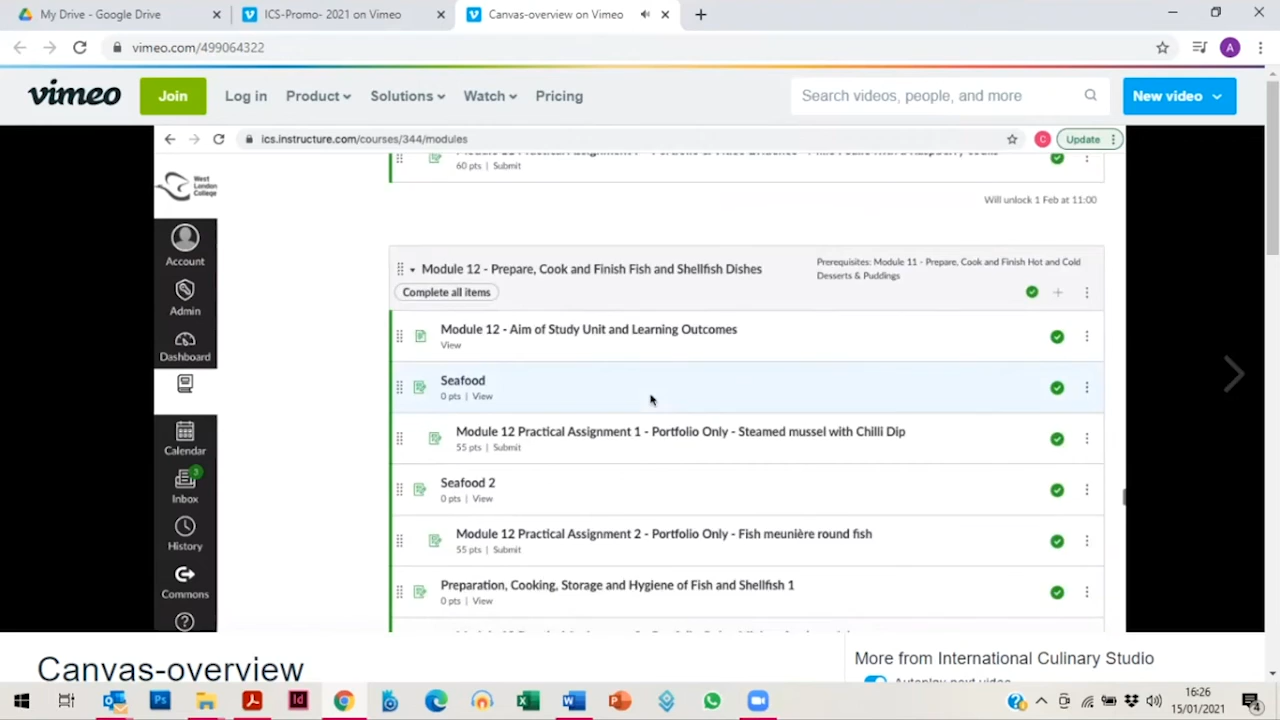 My Drive - Google Drive
ICS-Promo- 2021 on Vimeo
Canvas-overview on Vimeo
vimeo.com/499064322
A
vimeo
Join
Log in
Product
Solutions
Watch
Pricing
Search videos, people, and more
New video
ics.instructure.com/courses/344/modules
C
Update
60 pts | Submit
West London College
Will unlock 1 Feb at 11:00
Account
Admin
Dashboard
Calendar
3
Inbox
History
Commons
Module 12 - Prepare, Cook and Finish Fish and Shellfish Dishes
Prerequisites: Module 11 - Prepare, Cook and Finish Hot and Cold
Desserts & Puddings
Complete all items
Module 12 - Aim of Study Unit and Learning Outcomes
View
Seafood
0 pts | View
Module 12 Practical Assignment 1 - Portfolio Only - Steamed mussel with Chilli Dip
55 pts | Submit
Seafood 2
0 pts | View
Module 12 Practical Assignment 2 - Portfolio Only - Fish meunière round fish
55 pts | Submit
Preparation, Cooking, Storage and Hygiene of Fish and Shellfish 1
0 pts | View
Canvas-overview
More from International Culinary Studio
Autoplay next video
16:26
15/01/2021
4